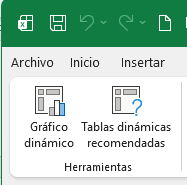 Archivo Inicio Insertar
Gráfico Tablas dinámicas
dinámico recomendadas
Herramientas